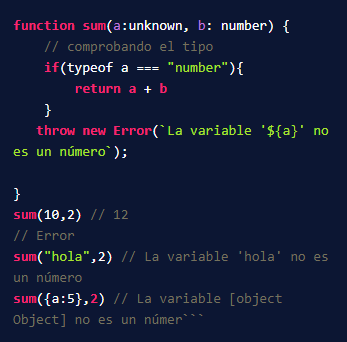 function sum(a:unknown, b: number) {
    // comprobando el tipo
    if(typeof a === "number"){
        return a + b
    }
   throw new Error(`La variable '${a}' no
es un número`);

}
sum(10,2) // 12
// Error
sum("hola",2) // La variable 'hola' no es
un número
sum({a:5},2) // La variable [object
Object] no es un númer```